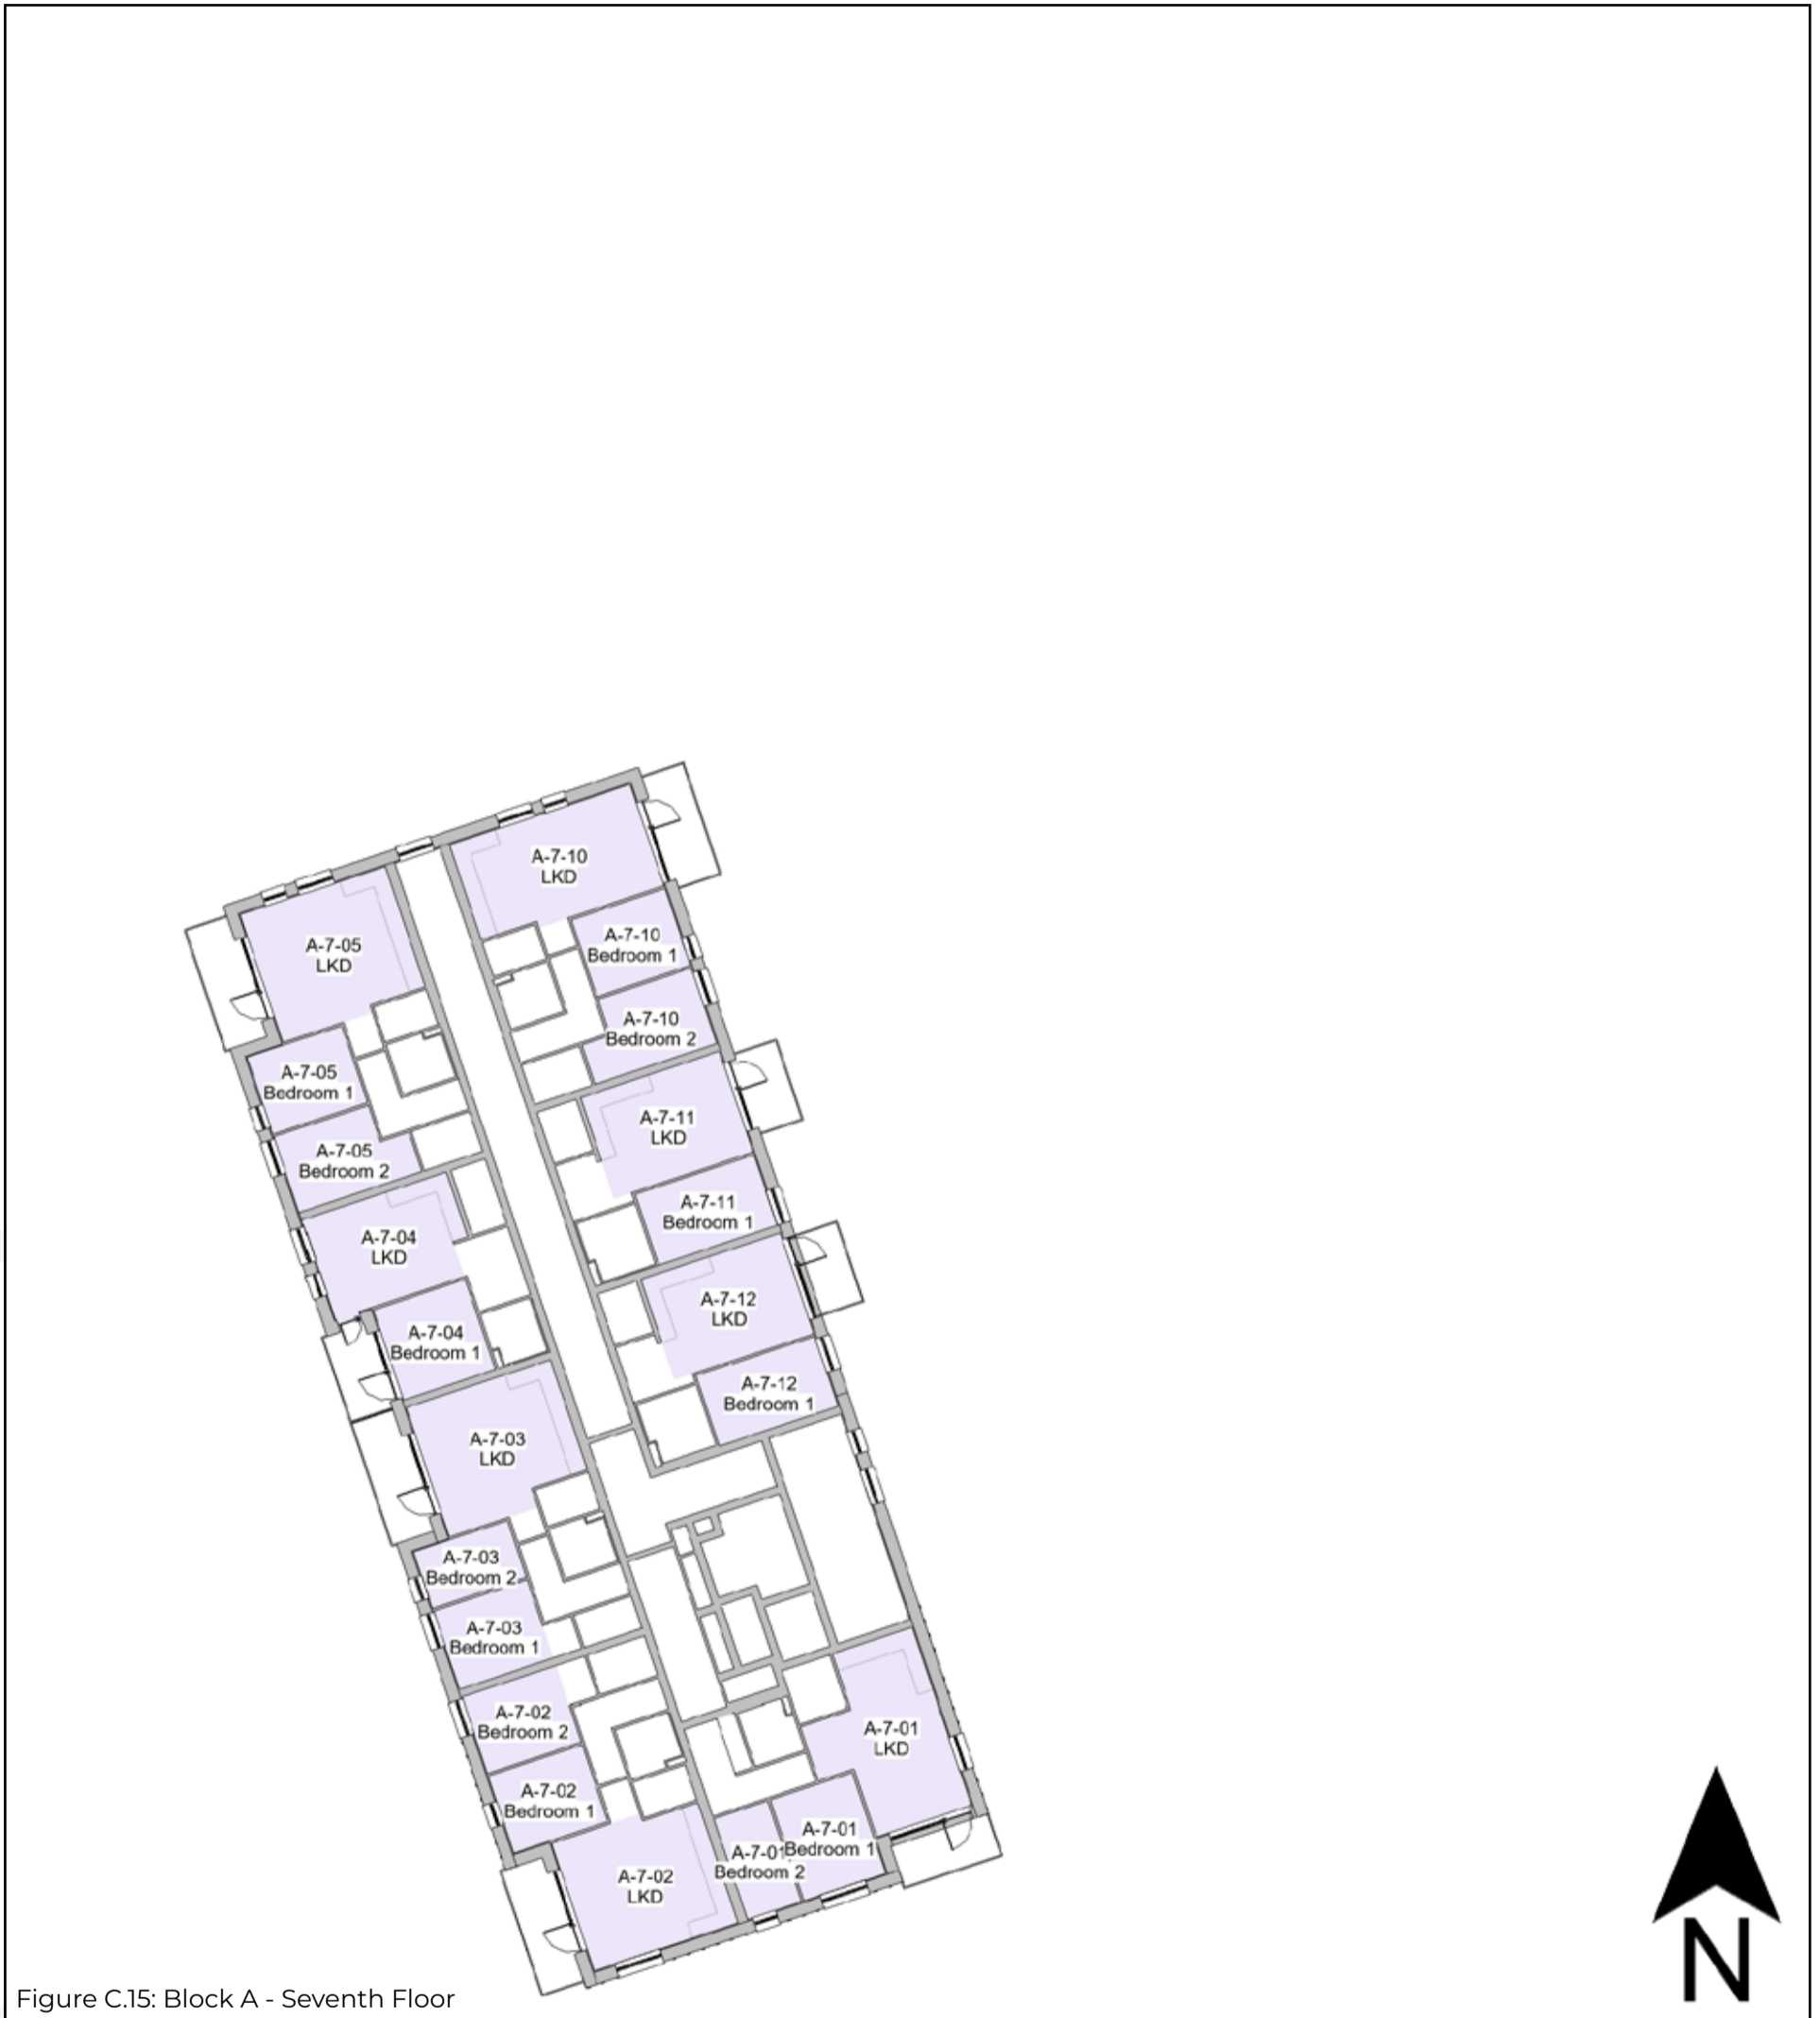 A-7-10
LKD
A-7-05
LKD
A-7-10
Bedroom 1
A-7-10
Bedroom 2
A-7-05
Bedroom 1
A-7-05
Bedroom 2
A-7-11
LKD
A-7-11
Bedroom 1
A-7-04
LKD
A-7-04
Bedroom 1
A-7-12
LKD
A-7-12
Bedroom 1
A-7-03
LKD
A-7-03
Bedroom 2
A-7-03
Bedroom 1
A-7-02
Bedroom 2
A-7-02
Bedroom 1
A-7-01
LKD
A-7-01
Bedroom 1
A-7-01
Bedroom 2
A-7-02
LKD
N
Figure C.15: Block A - Seventh Floor